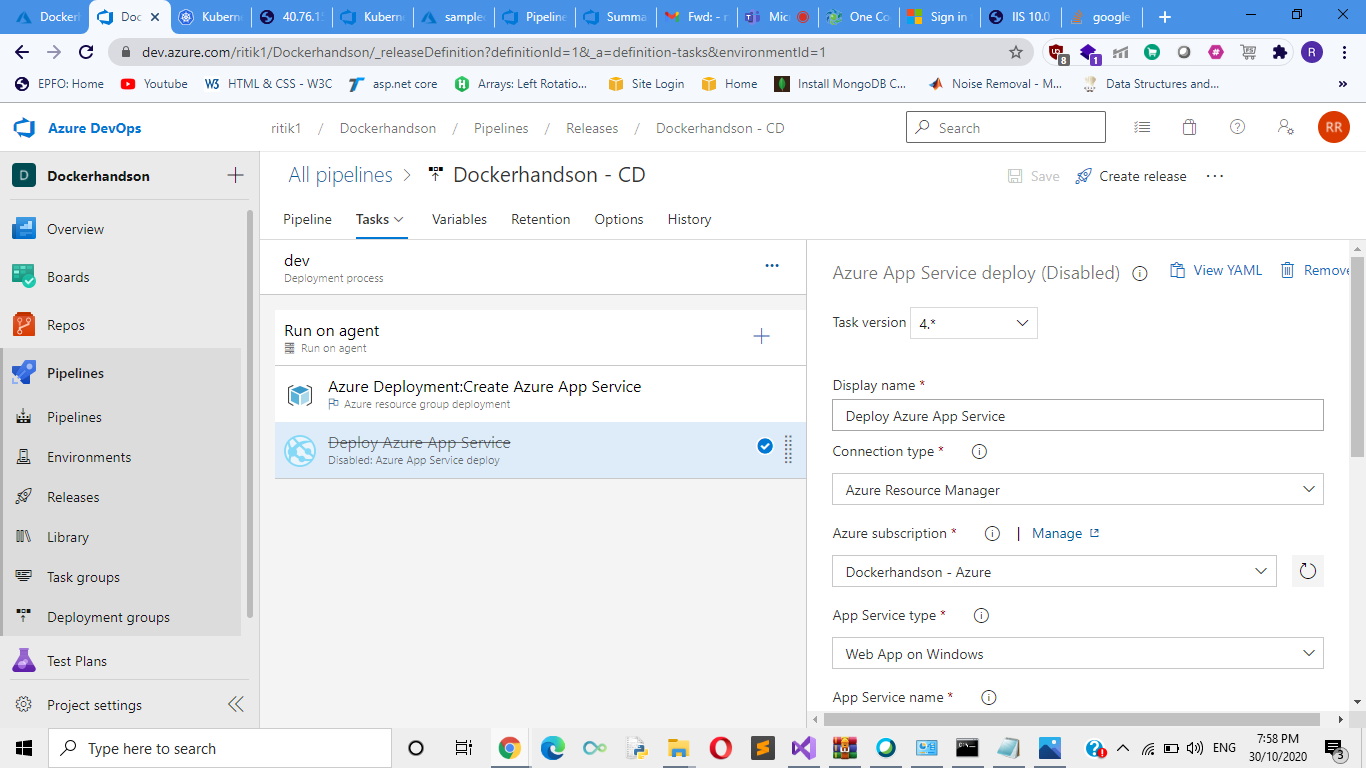 Docker
Doc
Kubern
40.76.15
Kubern
sample
Pipeline
Summa
Fwd: - r
Mic
One Co
Sign in
IIS 10.0
google
dev.azure.com/ritik1/Dockerhandson/_releaseDefinition?definitionId=1&_a=definition-tasks&environmentId=1
8
1
R
EPFO: Home
Youtube
W3 HTML & CSS - W3C
asp.net core
Arrays: Left Rotatio...
Site Login
Home
Install MongoDB C...
Noise Removal - M...
Data Structures and...
»
Azure DevOps
ritik1 / Dockerhandson / Pipelines / Releases / Dockerhandson - CD
Search
RR
D Dockerhandson
Overview
Boards
Repos
Pipelines
Pipelines
Environments
Releases
Library
Task groups
Deployment groups
Test Plans
Project settings
All pipelines > Dockerhandson - CD
Save
Create release
...
Pipeline
Tasks
Variables
Retention
Options
History
dev
Deployment process
Run on agent
Run on agent
Azure Deployment:Create Azure App Service
Azure resource group deployment
Deploy Azure App Service
Disabled: Azure App Service deploy
Azure App Service deploy (Disabled)
View YAML
Remove
Task version 4.*
Display name *
Deploy Azure App Service
Connection type *
Azure Resource Manager
Azure subscription * | Manage
Dockerhandson - Azure
App Service type *
Web App on Windows
App Service name *
Type here to search
ENG
7:58 PM
30/10/2020
3